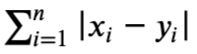 ∑ᵢ₌₁ⁿ |xᵢ − yᵢ|